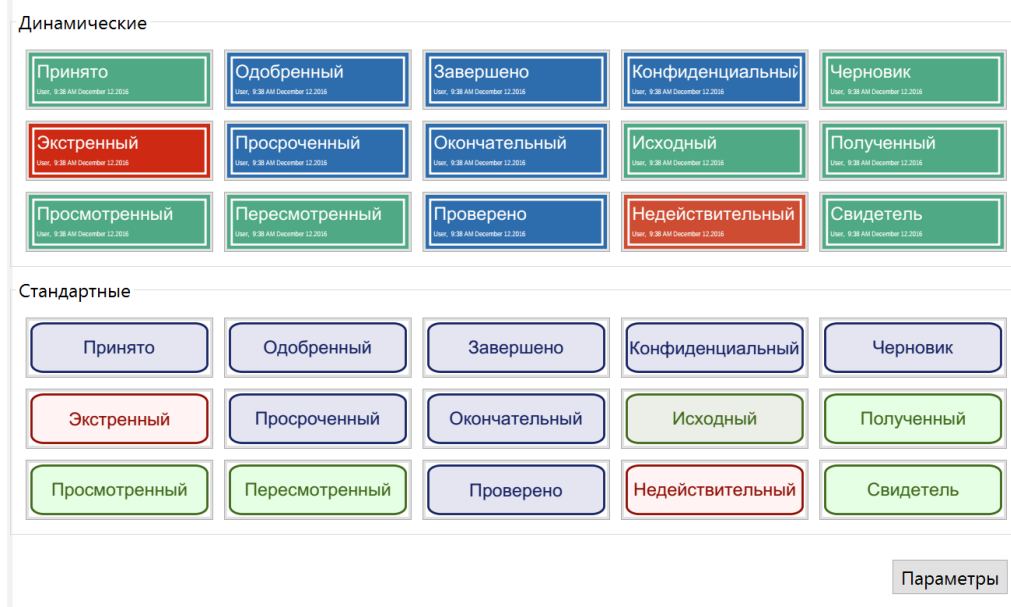 Динамические
Принято
User, 9:38 AM December 12.2016
Одобренный
User, 9:38 AM December 12.2016
Завершено
User, 9:38 AM December 12.2016
Конфиденциальный
User, 9:38 AM December 12.2016
Черновик
User, 9:38 AM December 12.2016
Экстренный
User, 9:38 AM December 12.2016
Просроченный
User, 9:38 AM December 12.2016
Окончательный
User, 9:38 AM December 12.2016
Исходный
User, 9:38 AM December 12.2016
Полученный
User, 9:38 AM December 12.2016
Просмотренный
User, 9:38 AM December 12.2016
Пересмотренный
User, 9:38 AM December 12.2016
Проверено
User, 9:38 AM December 12.2016
Недействительный
User, 9:38 AM December 12.2016
Свидетель
User, 9:38 AM December 12.2016
Стандартные
Принято
Одобренный
Завершено
Конфиденциальный
Черновик
Экстренный
Просроченный
Окончательный
Исходный
Полученный
Просмотренный
Пересмотренный
Проверено
Недействительный
Свидетель
Параметры